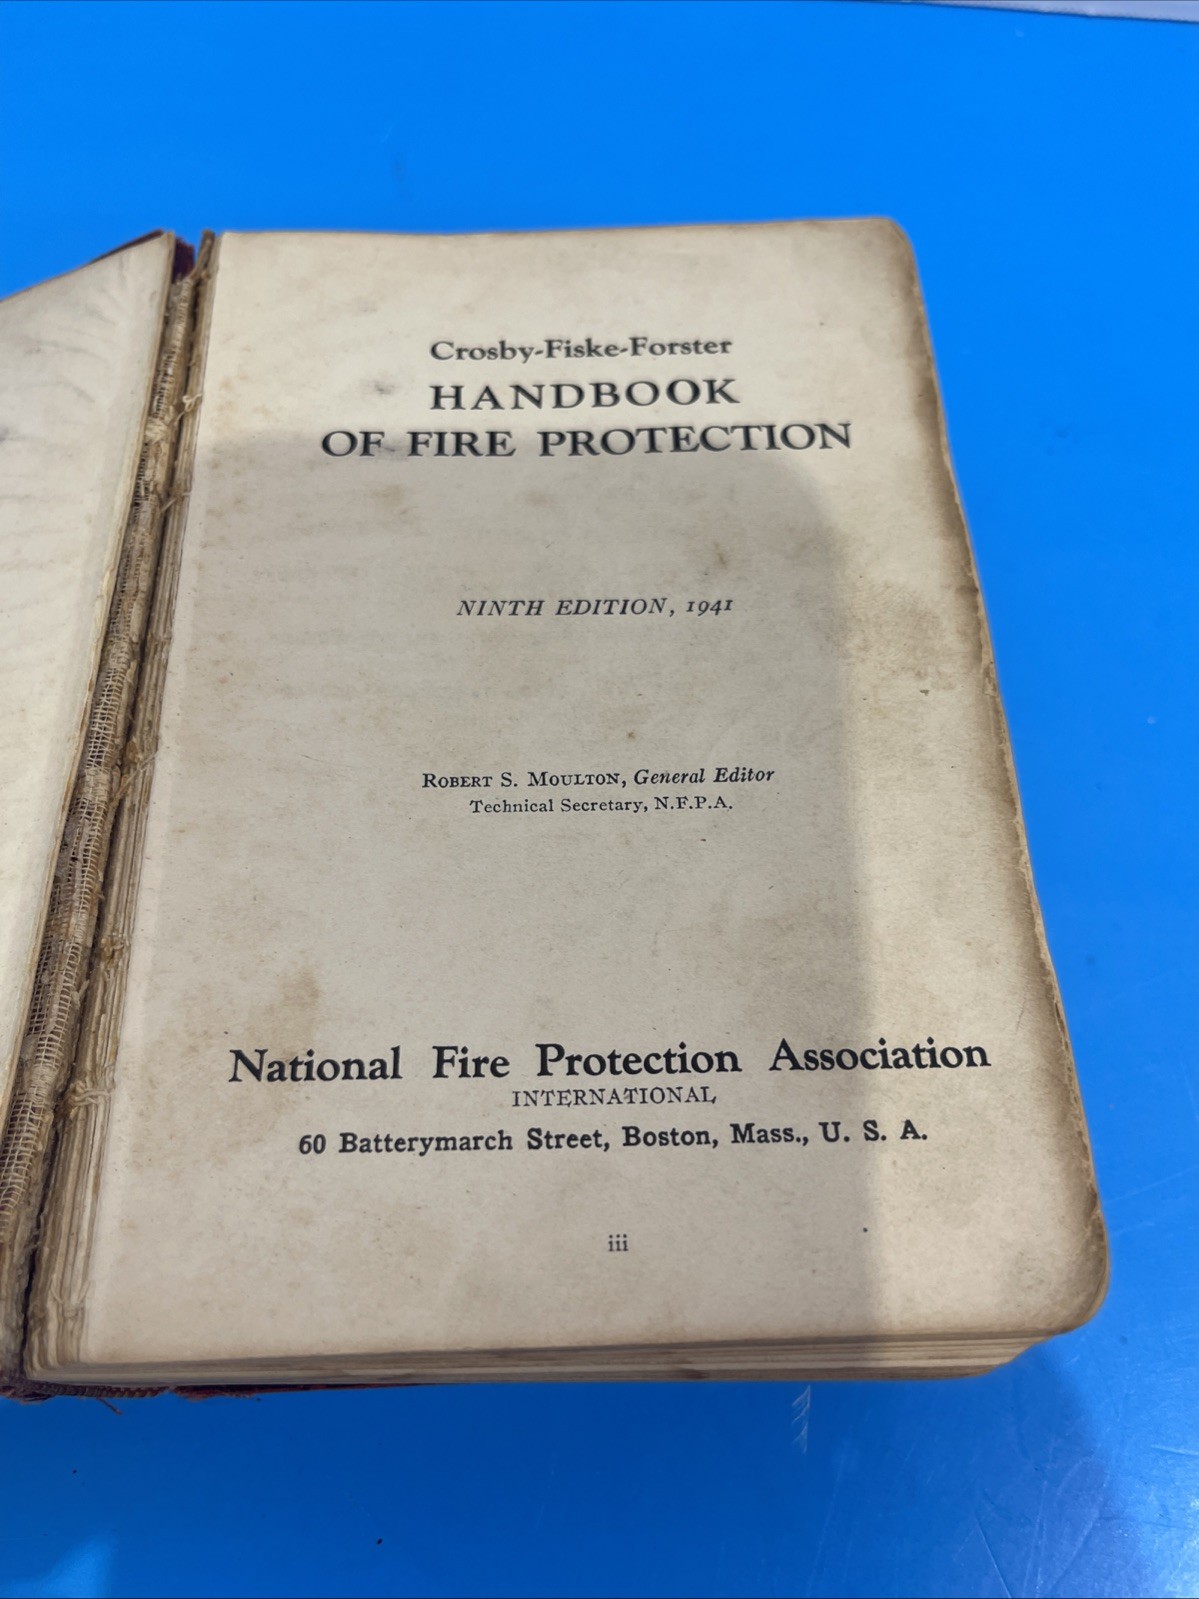 Crosby-Fiske-Forster
HANDBOOK
OF FIRE PROTECTION
NINTH EDITION, 1941
ROBERT S. MOULTON, General Editor
Technical Secretary, N.F.P.A.
National Fire Protection Association
INTERNATIONAL
60 Batterymarch Street, Boston, Mass., U. S. A.
iii